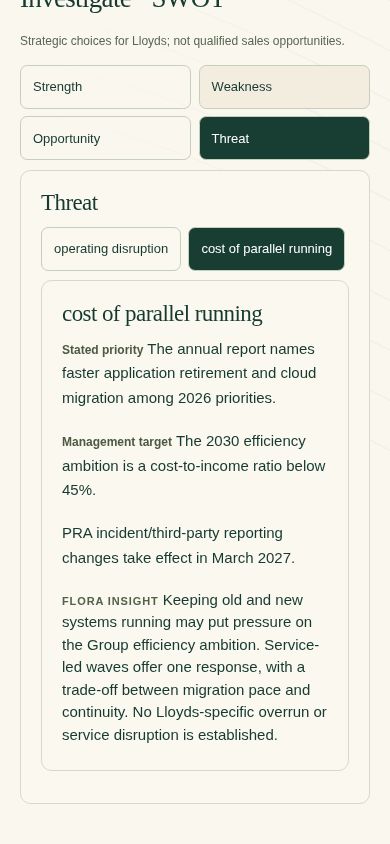 Investigate SWOT
Strategic choices for Lloyds; not qualified sales opportunities.
Strength
Weakness
Opportunity
Threat
Threat
operating disruption
cost of parallel running
cost of parallel running
Stated priority The annual report names
faster application retirement and cloud
migration among 2026 priorities.
Management target The 2030 efficiency
ambition is a cost-to-income ratio below
45%.
PRA incident/third-party reporting
changes take effect in March 2027.
FLORA INSIGHT Keeping old and new
systems running may put pressure on
the Group efficiency ambition. Service-
led waves offer one response, with a
trade-off between migration pace and
continuity. No Lloyds-specific overrun or
service disruption is established.